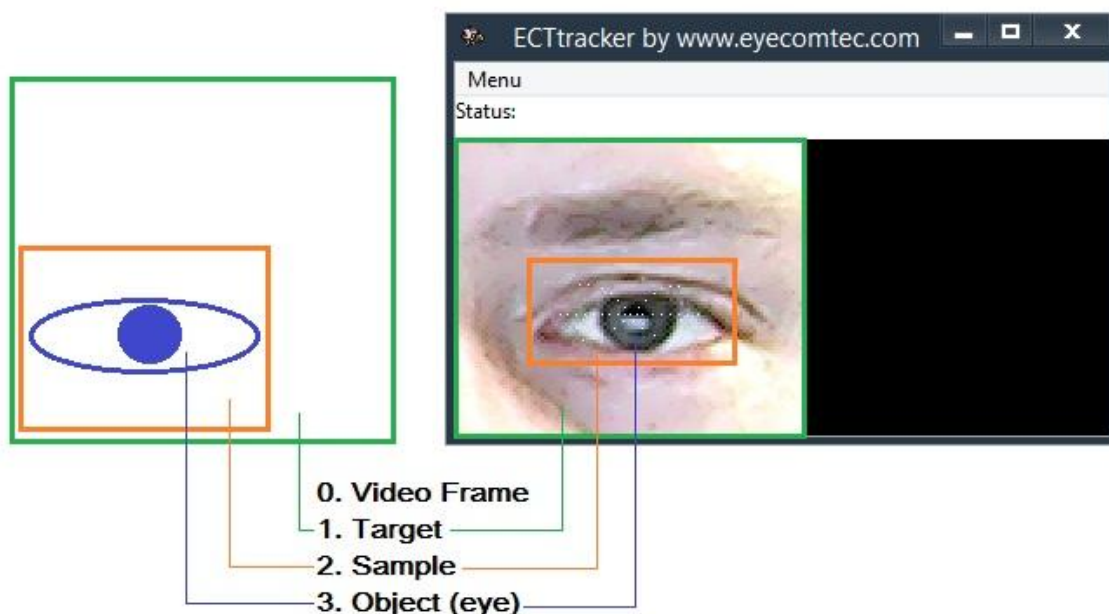 ECTtracker by www.eyecomtec.com
Menu
Status:
0. Video Frame
1. Target
2. Sample
3. Object (eye)